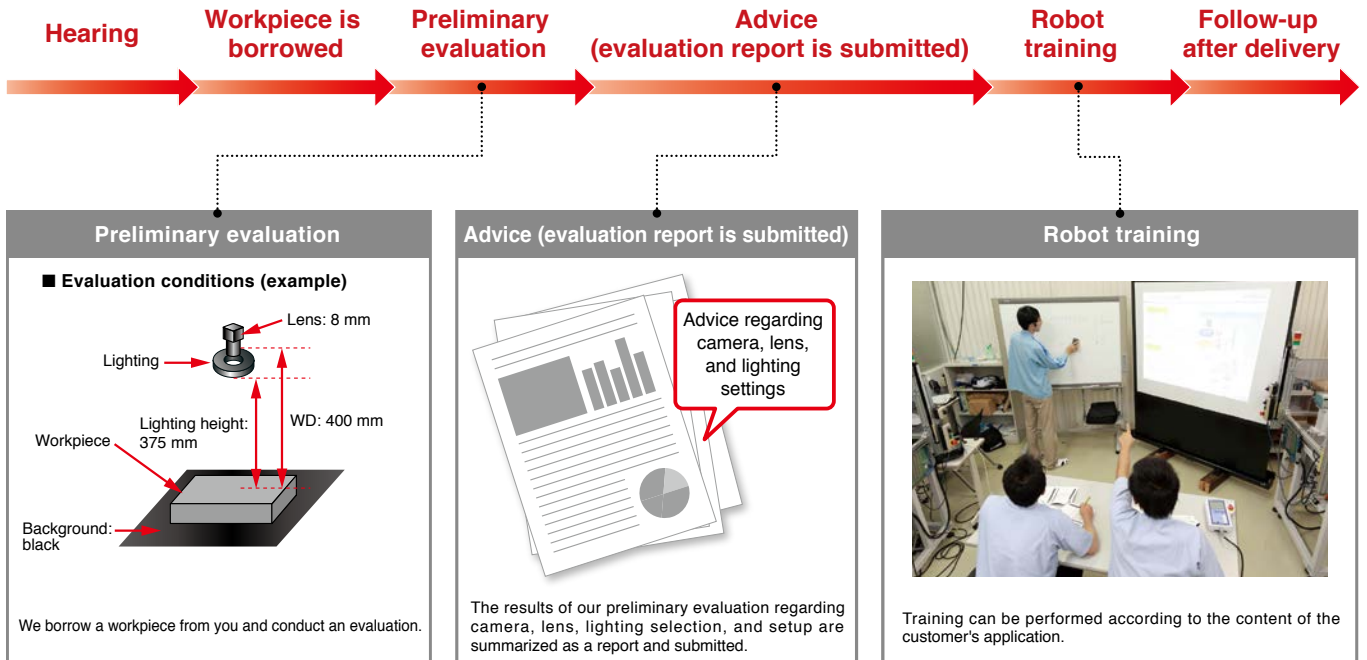 Hearing
Workpiece is
borrowed
Preliminary
evaluation
Advice
(evaluation report is submitted)
Robot
training
Follow-up
after delivery
Preliminary evaluation
■ Evaluation conditions (example)
Lens: 8 mm
Lighting
Lighting height:
375 mm
WD: 400 mm
Workpiece
Background:
black
We borrow a workpiece from you and conduct an evaluation.
Advice (evaluation report is submitted)
Advice regarding
camera, lens,
and lighting
settings
The results of our preliminary evaluation regarding
camera, lens, lighting selection, and setup are
summarized as a report and submitted.
Robot training
Training can be performed according to the content of the
customer's application.